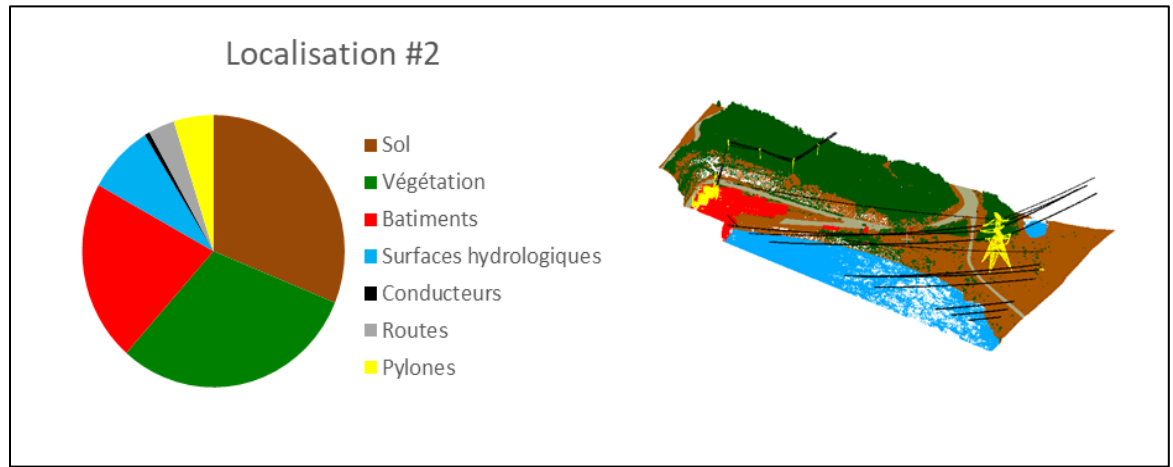 Localisation #2
Sol
Végétation
Batiments
Surfaces hydrologiques
Conducteurs
Routes
Pylones